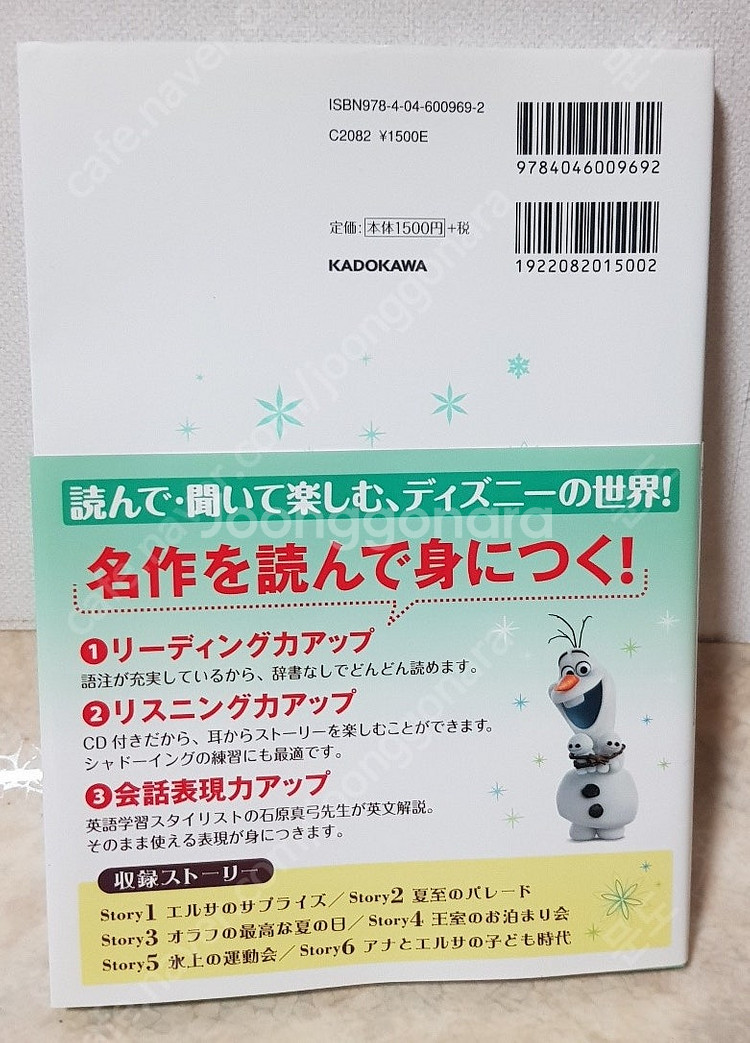 ISBN978-4-04-600969-2
C2082 ¥1500E
9784046009692
定価：本体1500円+税
KADOKAWA
1922082015002
読んで・聞いて楽しむ、ディズニーの世界！
名作を読んで身につく！
❶リーディング力アップ
語注が充実しているから、辞書なしでどんどん読めます。
❷リスニング力アップ
CD付きだから、耳からストーリーを楽しむことができます。
シャドーイングの練習にも最適です。
❸会話表現力アップ
英語学習スタイリストの石原真弓先生が英文解説。
そのまま使える表現が身につきます。
収録ストーリー
Story1 エルサのサプライズ／Story2 夏至のパレード
Story3 オラフの最高な夏の日／Story4 王室のお泊まり会
Story5 氷上の運動会／Story6 アナとエルサの子ども時代
Joonggonara
cafe.naver.com/joonggonara